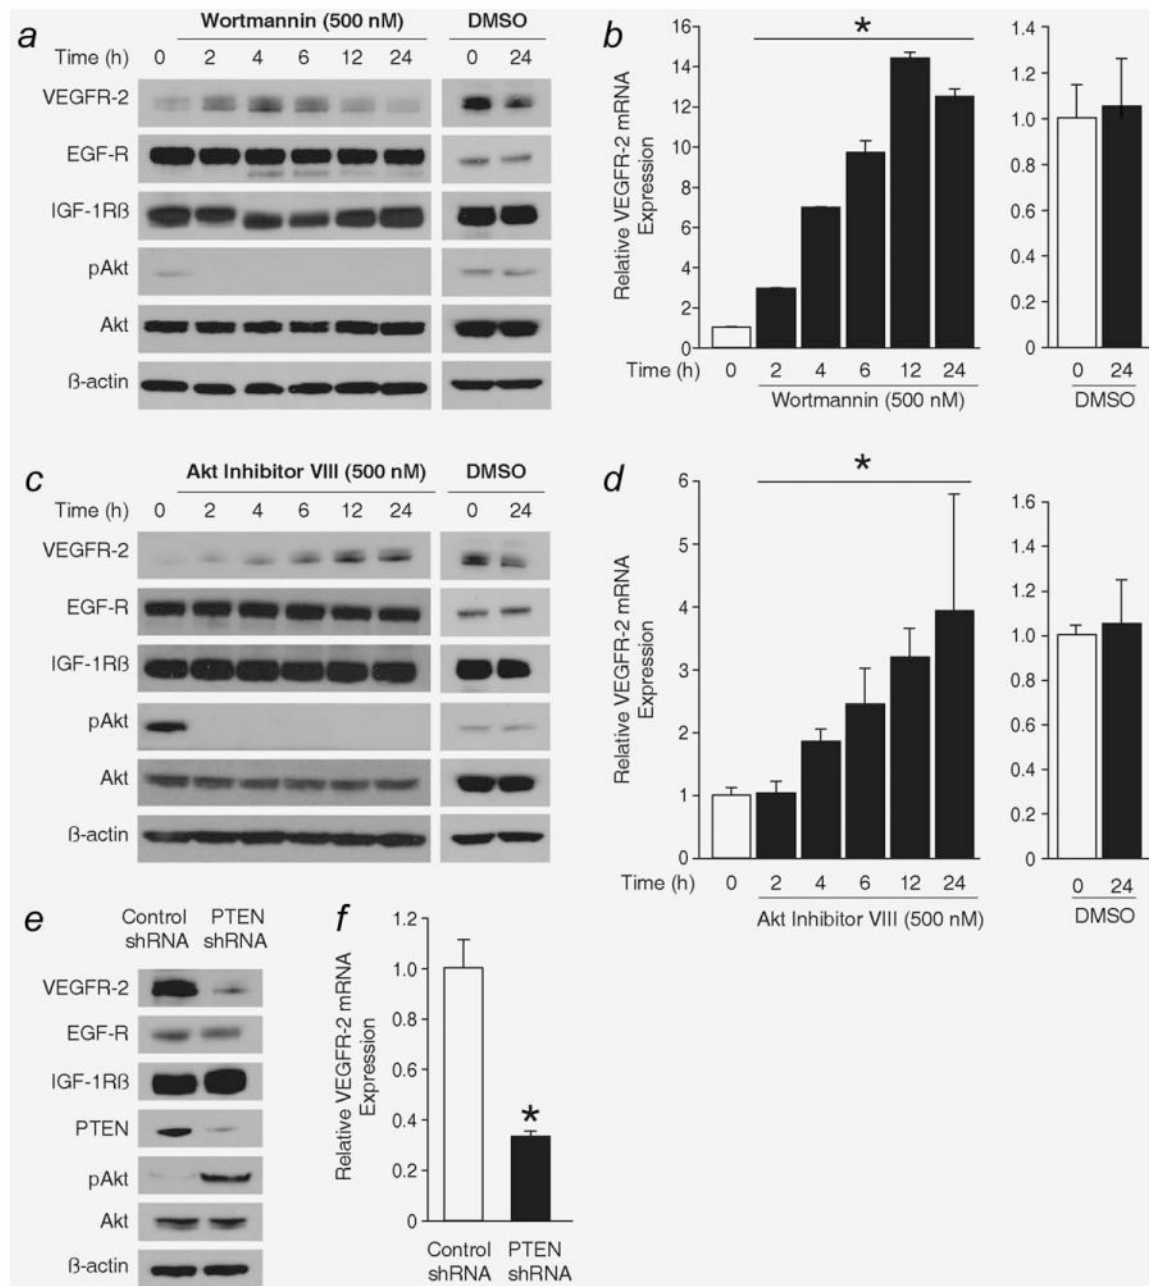 a
Wortmannin (500 nM)
DMSO
Time (h) 0 2 4 6 12 24 0 24
VEGFR-2
EGF-R
IGF-1Rß
pAkt
Akt
ß-actin
b
Relative VEGFR-2 mRNA
Expression
16
14
12
10
8
6
4
2
0
*
Time (h) 0 2 4 6 12 24
Wortmannin (500 nM)
1.4
1.2
1.0
0.8
0.6
0.4
0.2
0
0 24
DMSO
c
Akt Inhibitor VIII (500 nM)
DMSO
Time (h) 0 2 4 6 12 24 0 24
VEGFR-2
EGF-R
IGF-1Rß
pAkt
Akt
ß-actin
d
Relative VEGFR-2 mRNA
Expression
6
5
4
3
2
1
0
*
Time (h) 0 2 4 6 12 24
Akt Inhibitor VIII (500 nM)
1.6
1.4
1.2
1.0
0.8
0.6
0.4
0.2
0
0 24
DMSO
e
Control PTEN
shRNA shRNA
VEGFR-2
EGF-R
IGF-1Rß
PTEN
pAkt
Akt
ß-actin
f
Relative VEGFR-2 mRNA
Expression
1.2
1.0
0.8
0.6
0.4
0.2
0
*
Control PTEN
shRNA shRNA